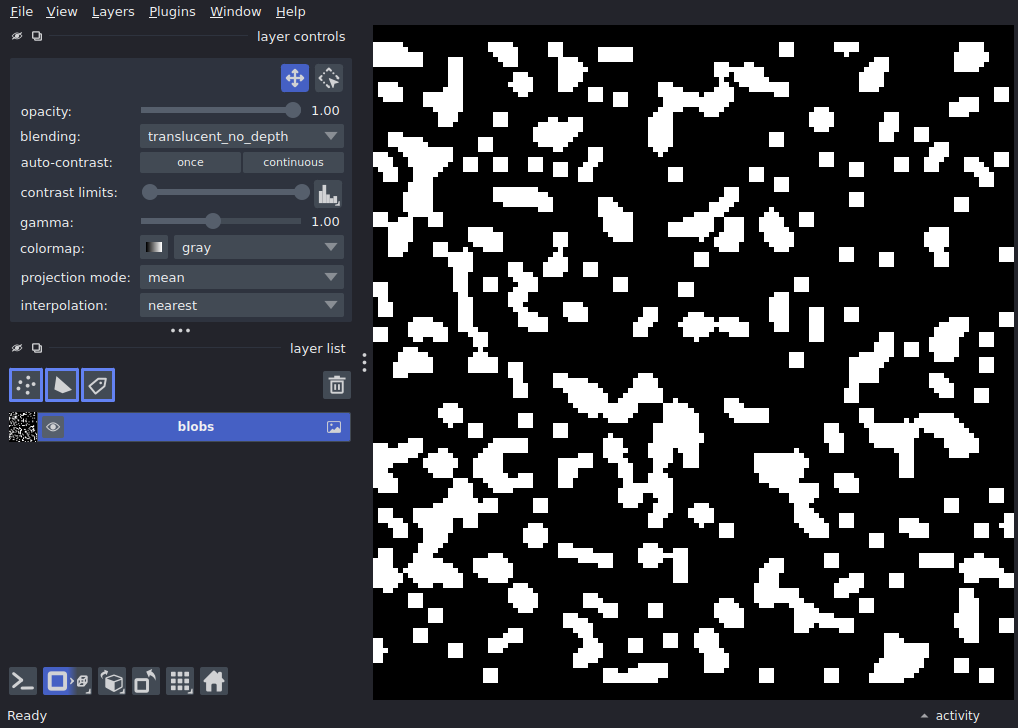 File View Layers Plugins Window Help
layer controls
opacity: 1.00
blending: translucent_no_depth
auto-contrast: once continuous
contrast limits:
gamma: 1.00
colormap: gray
projection mode: mean
interpolation: nearest
layer list
blobs
Ready activity